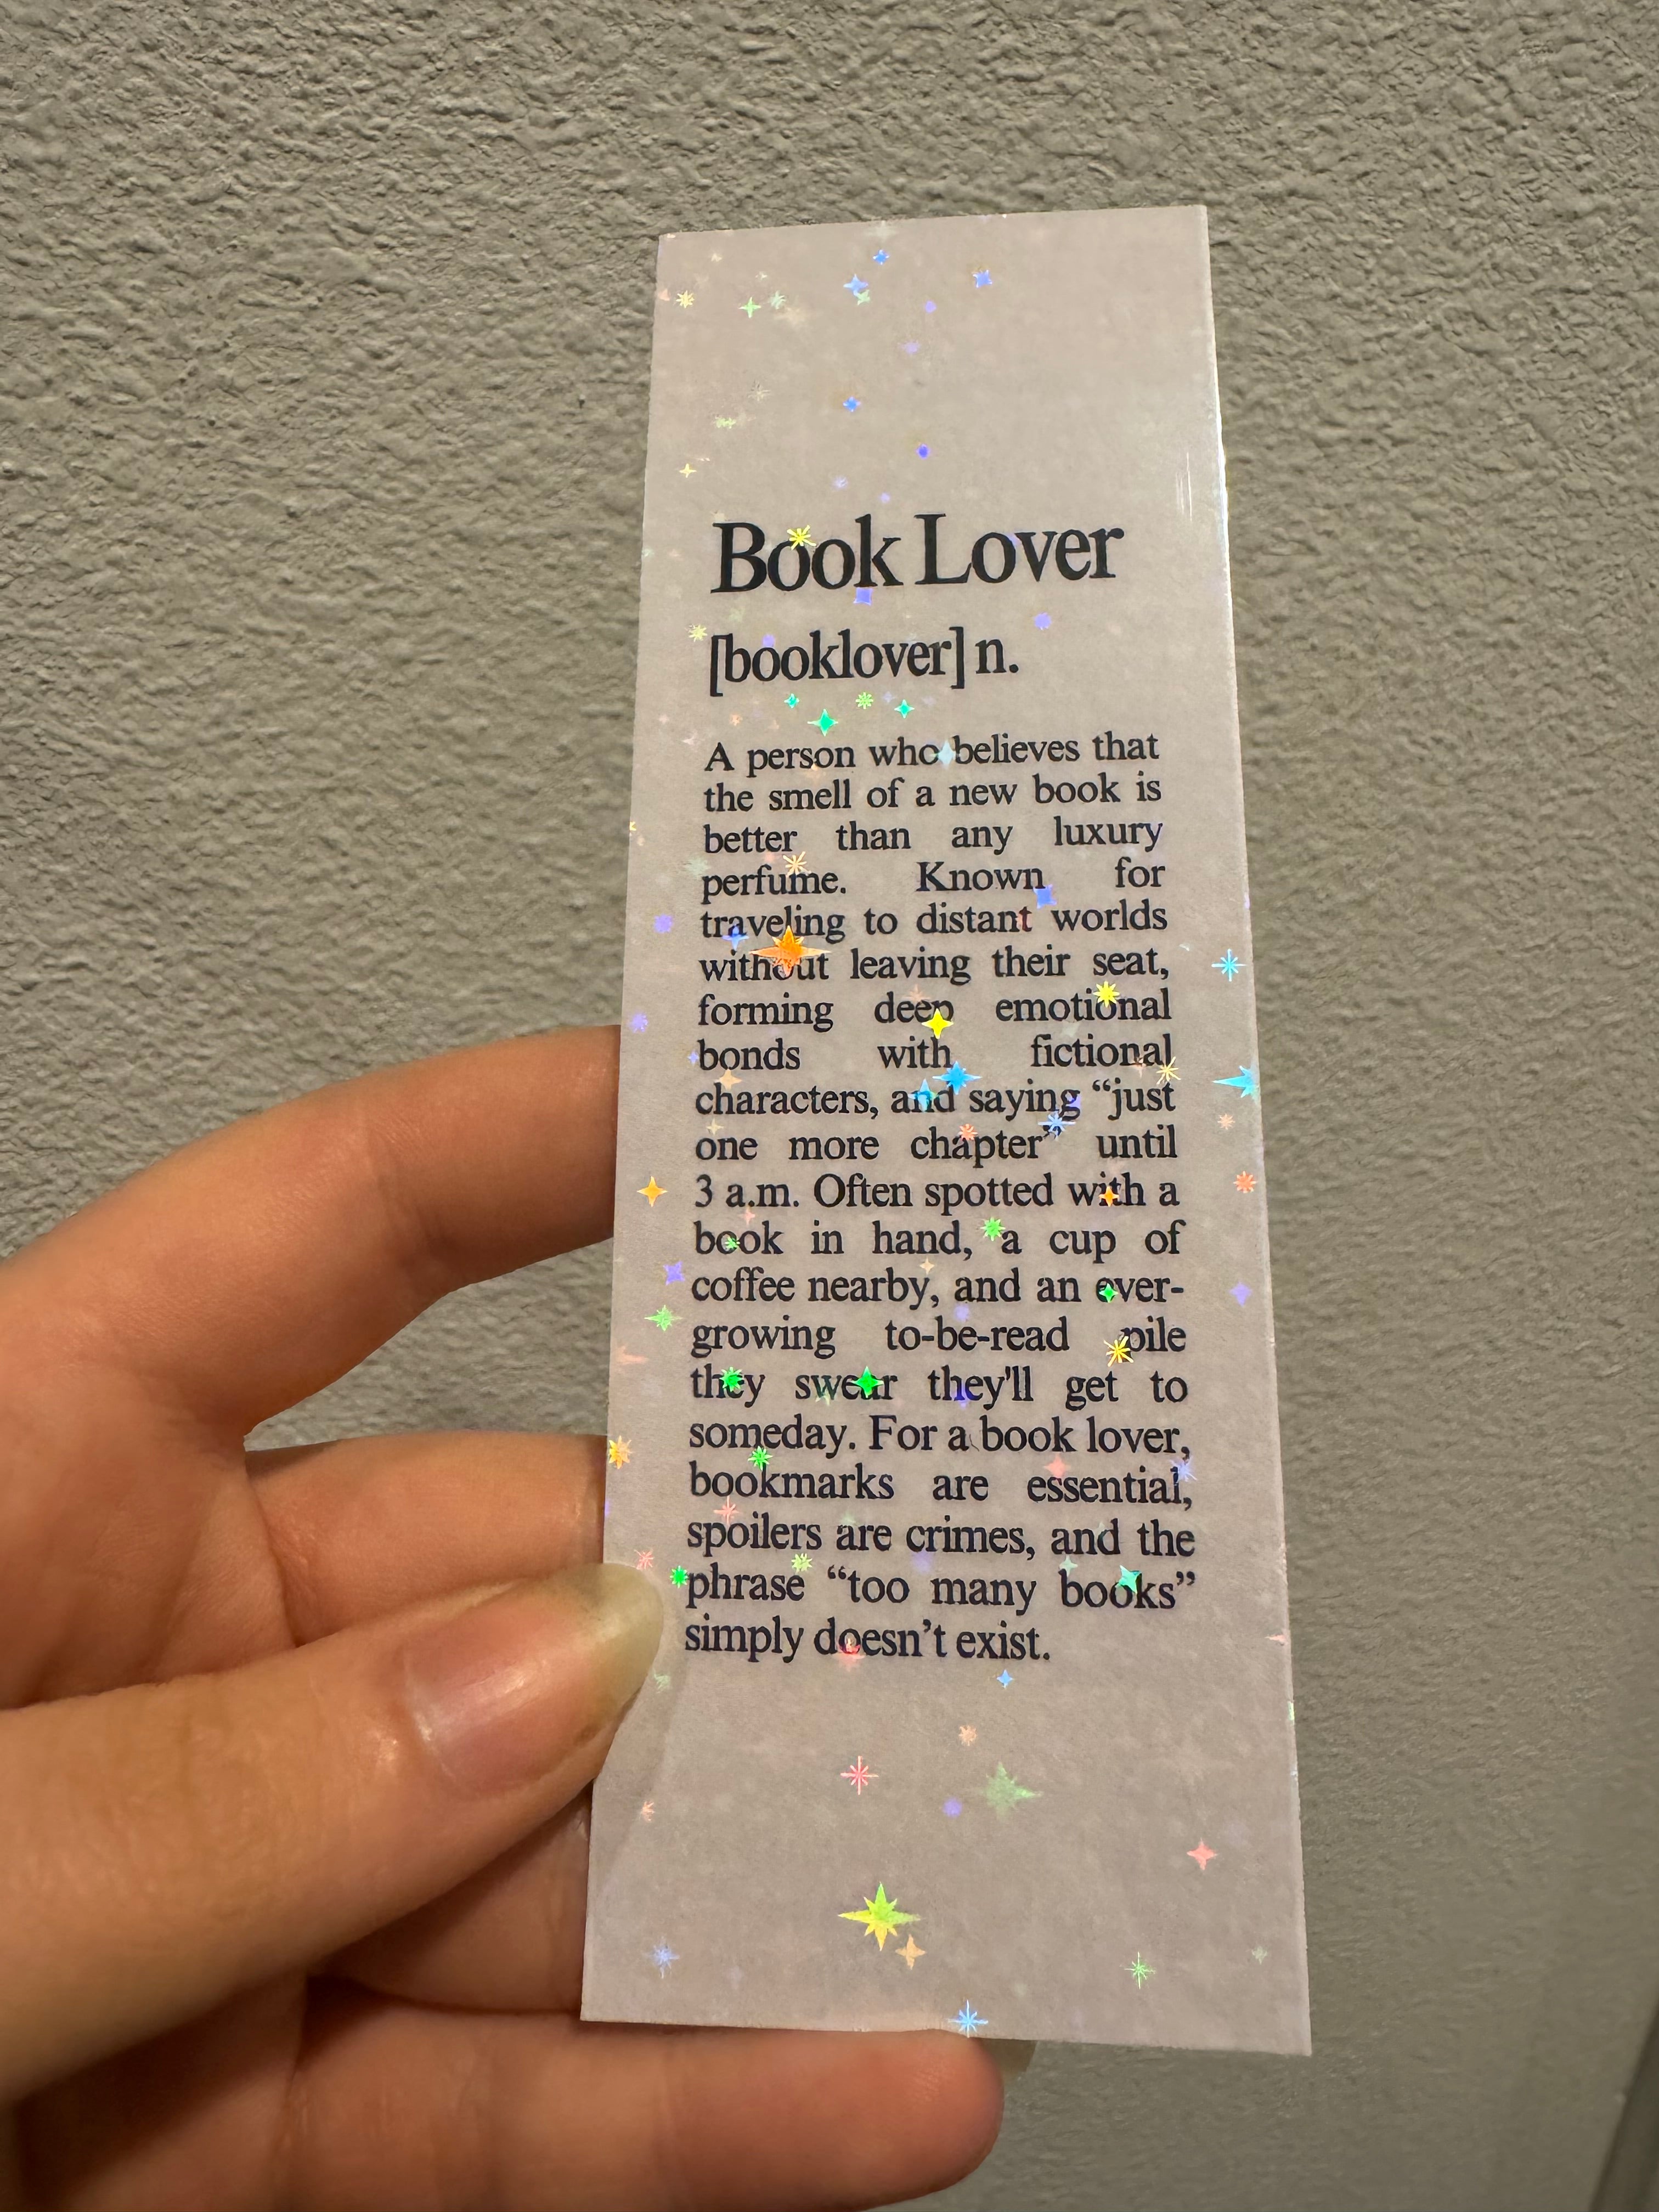 Book Lover
[booklover] n.
A person who believes that
the smell of a new book is
better than any luxury
perfume. Known for
traveling to distant worlds
without leaving their seat,
forming deep emotional
bonds with fictional
characters, and saying “just
one more chapter” until
3 a.m. Often spotted with a
book in hand, a cup of
coffee nearby, and an ever-
growing to-be-read pile
they swear they'll get to
someday. For a book lover,
bookmarks are essential,
spoilers are crimes, and the
phrase “too many books”
simply doesn’t exist.